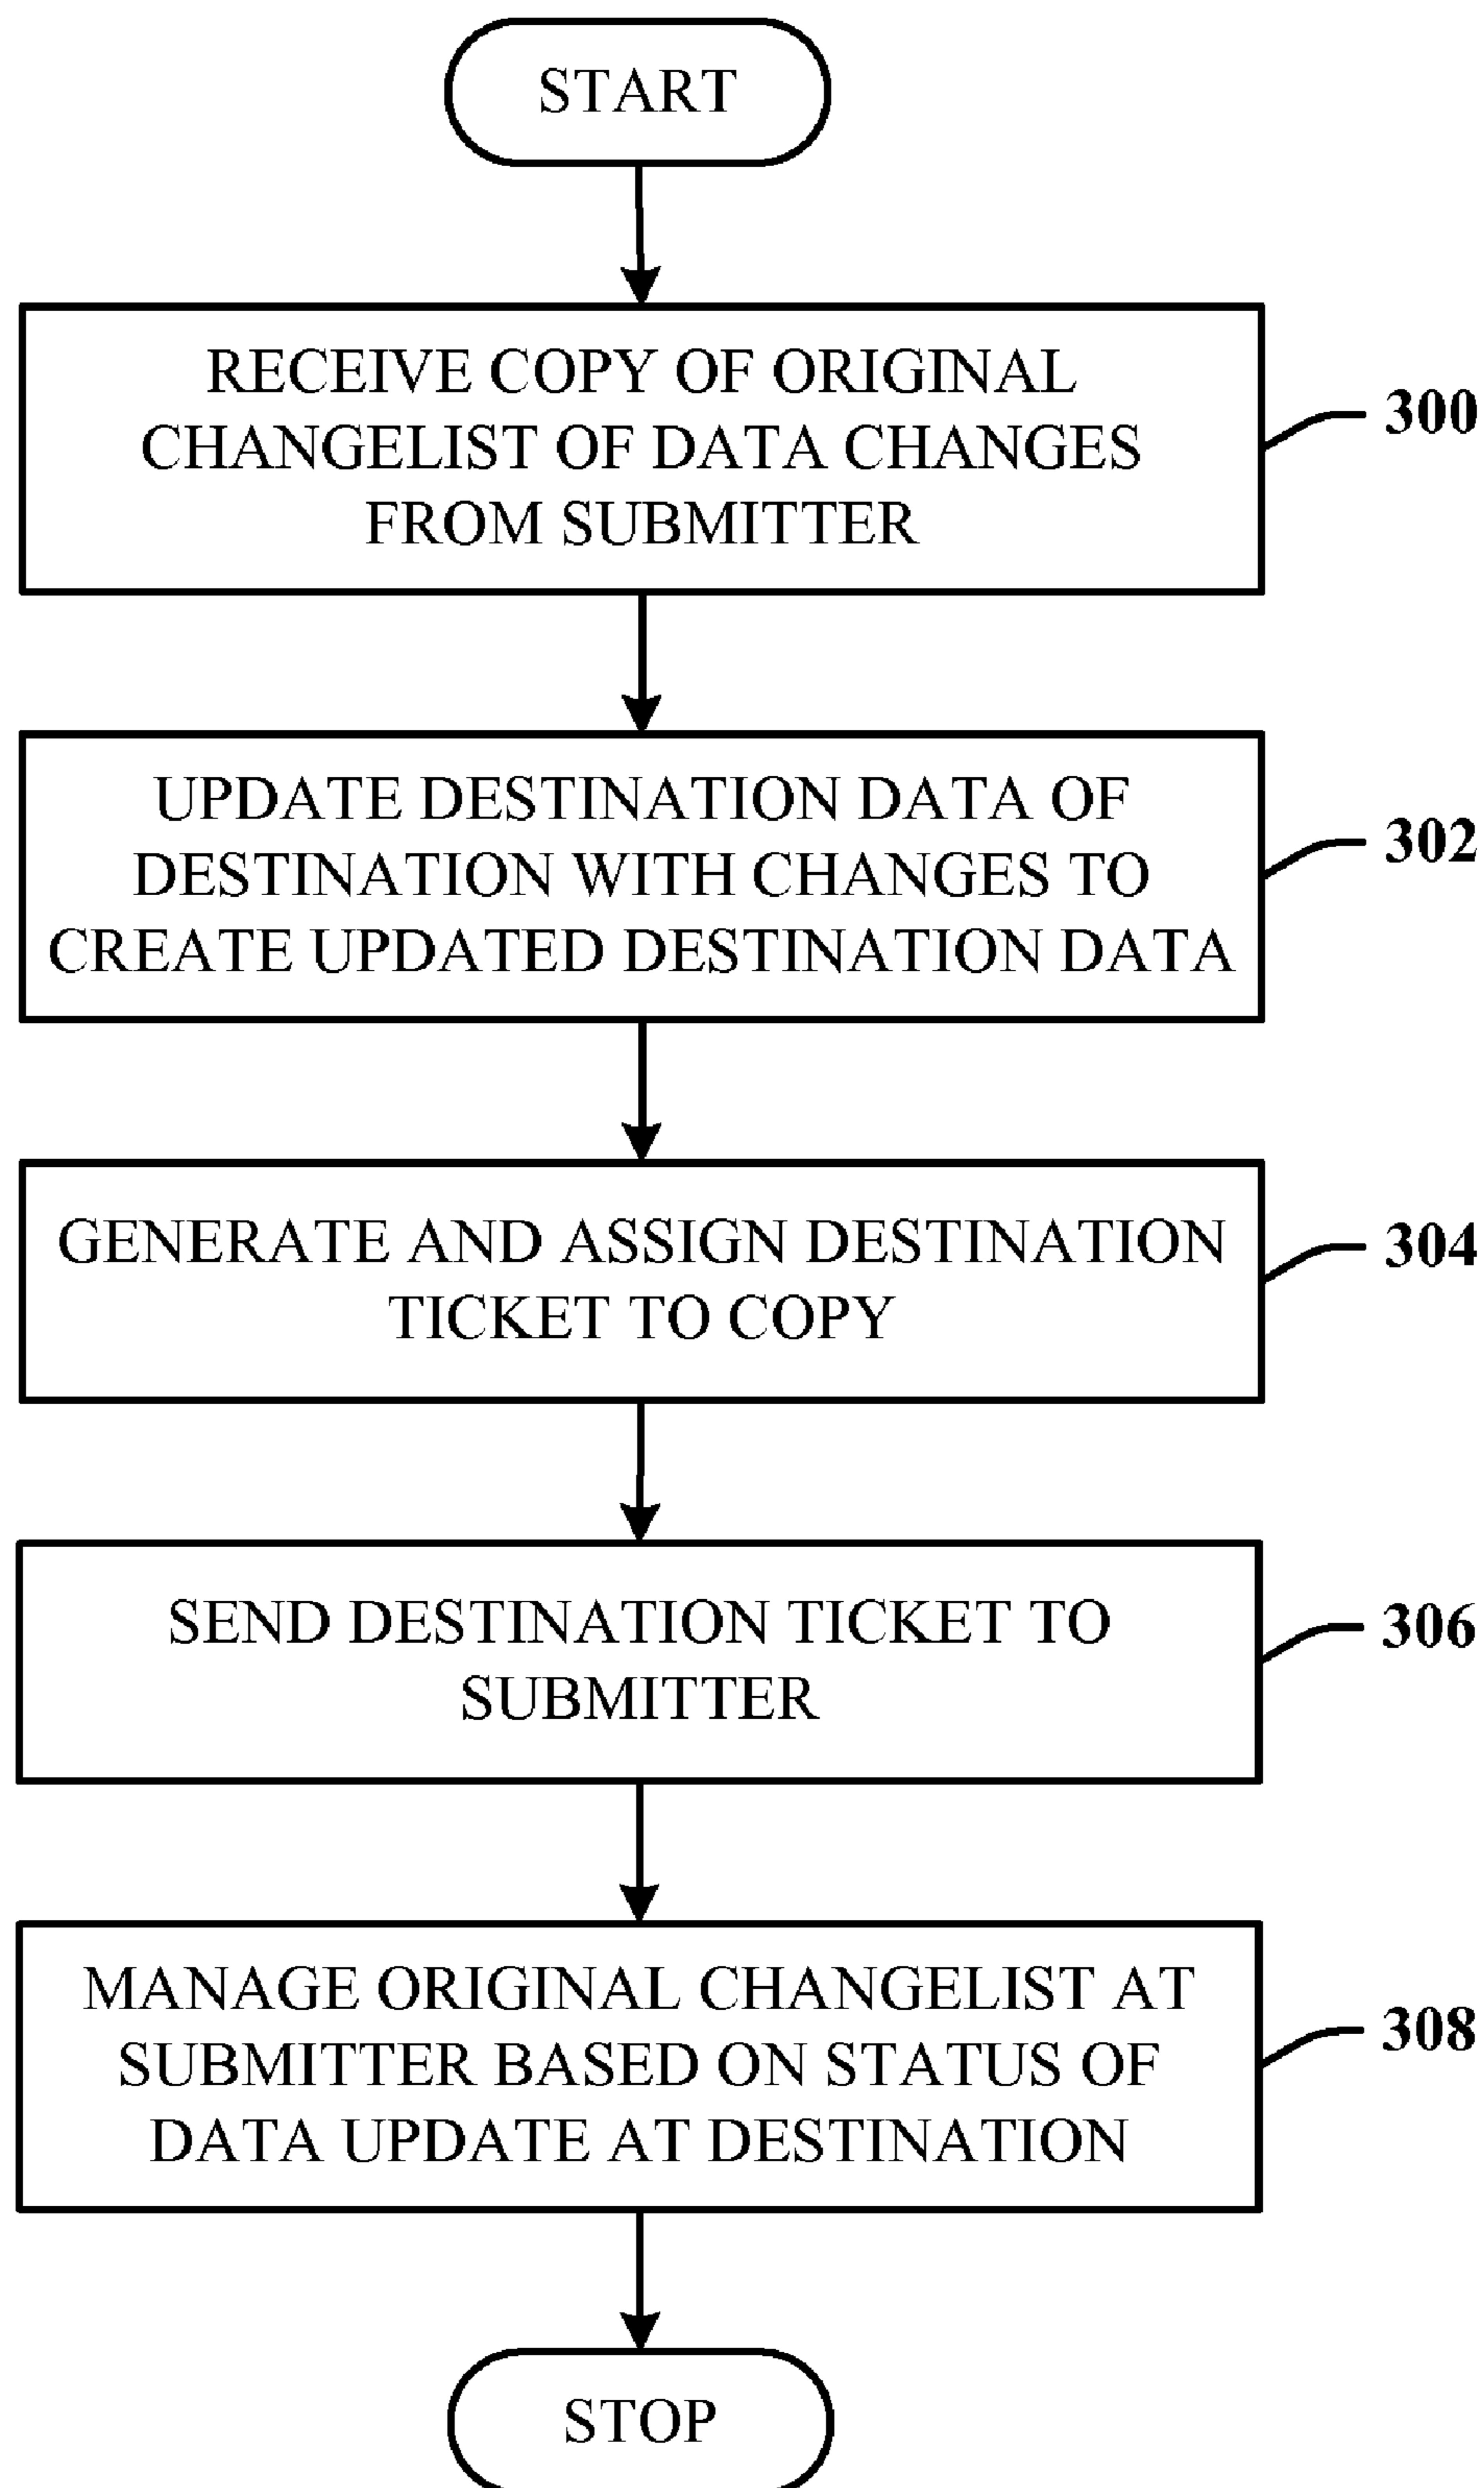 START
RECEIVE COPY OF ORIGINAL
CHANGELIST OF DATA CHANGES
FROM SUBMITTER
300
UPDATE DESTINATION DATA OF
DESTINATION WITH CHANGES TO
CREATE UPDATED DESTINATION DATA
302
GENERATE AND ASSIGN DESTINATION
TICKET TO COPY
304
SEND DESTINATION TICKET TO
SUBMITTER
306
MANAGE ORIGINAL CHANGELIST AT
SUBMITTER BASED ON STATUS OF
DATA UPDATE AT DESTINATION
308
STOP